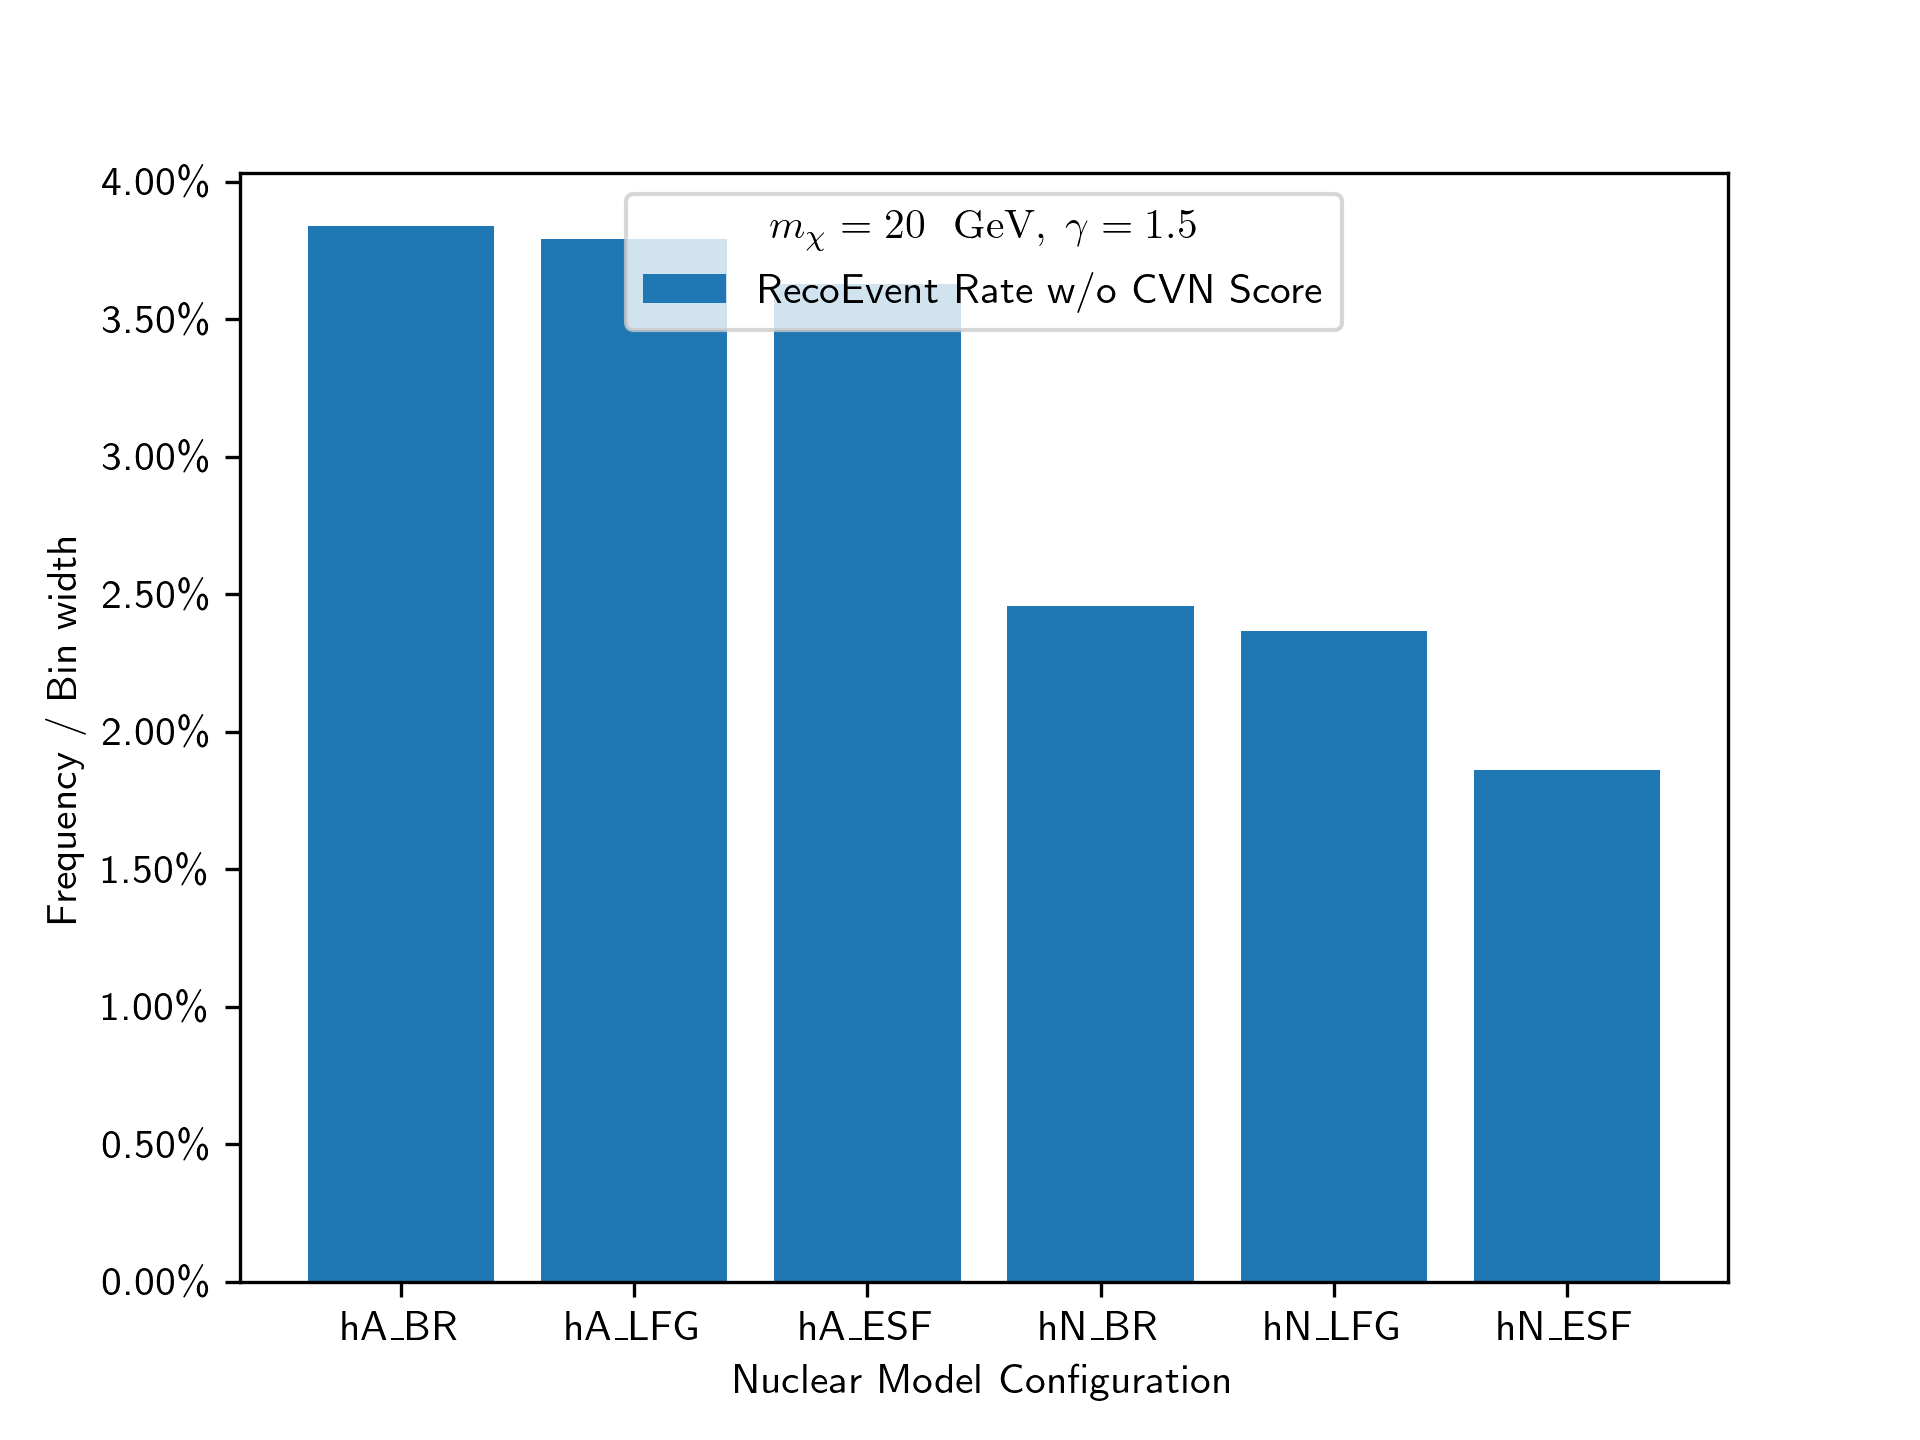 4.00%
3.50%
3.00%
2.50%
2.00%
1.50%
1.00%
0.50%
0.00%
Frequency / Bin width
m_χ = 20 GeV, γ = 1.5
RecoEvent Rate w/o CVN Score
hA_BR hA_LFG hA_ESF hN_BR hN_LFG hN_ESF
Nuclear Model Configuration